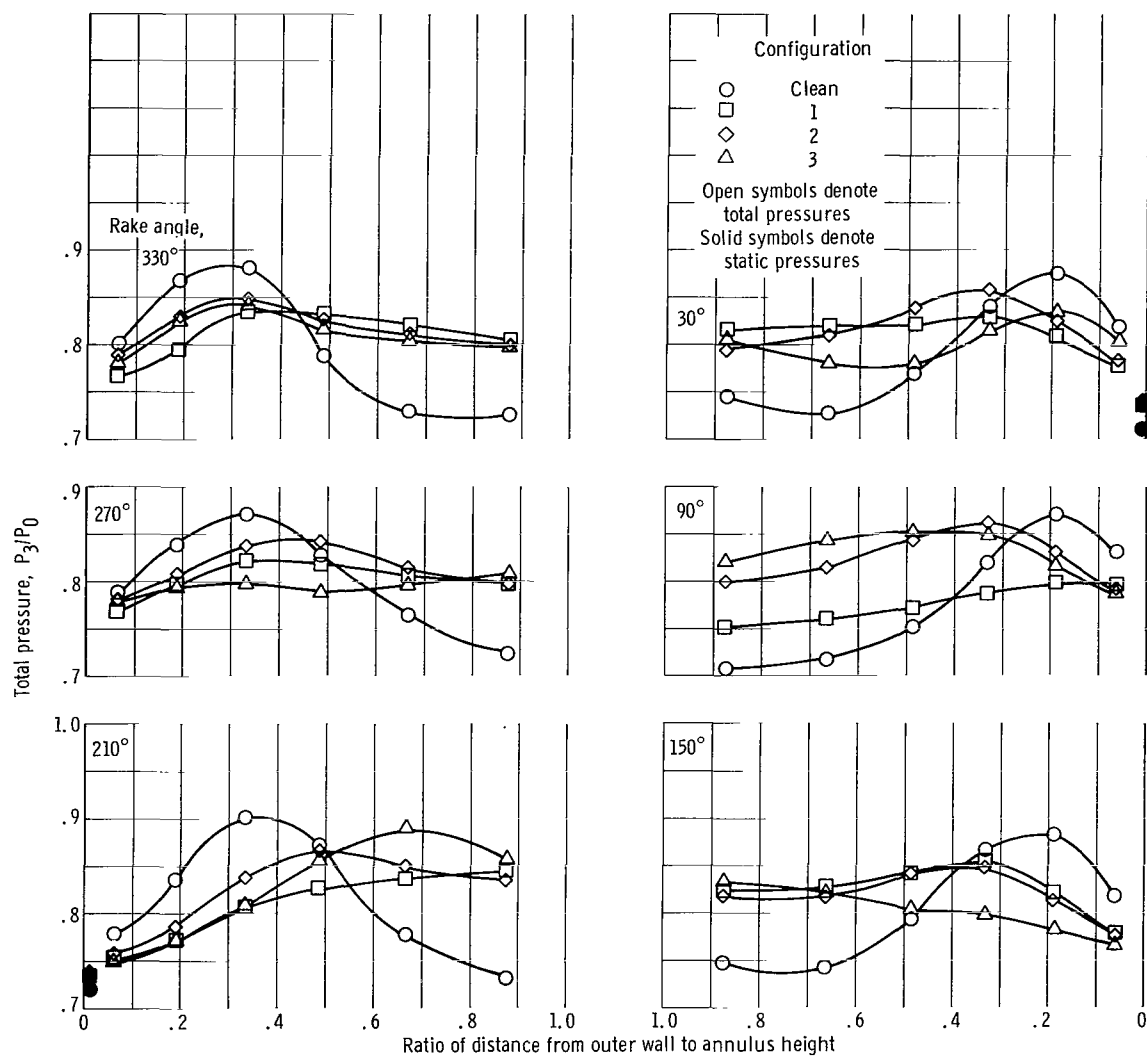 Configuration
Clean
1
2
3
Open symbols denote
total pressures
Solid symbols denote
static pressures
Rake angle,
330°
.9
.8
.7
30°
.9
.8
.7
270°
90°
Total pressure, P3/P0
1.0
.9
.8
.7
210°
150°
0 .2 .4 .6 .8 1.0
1.0 .8 .6 .4 .2 0
Ratio of distance from outer wall to annulus height